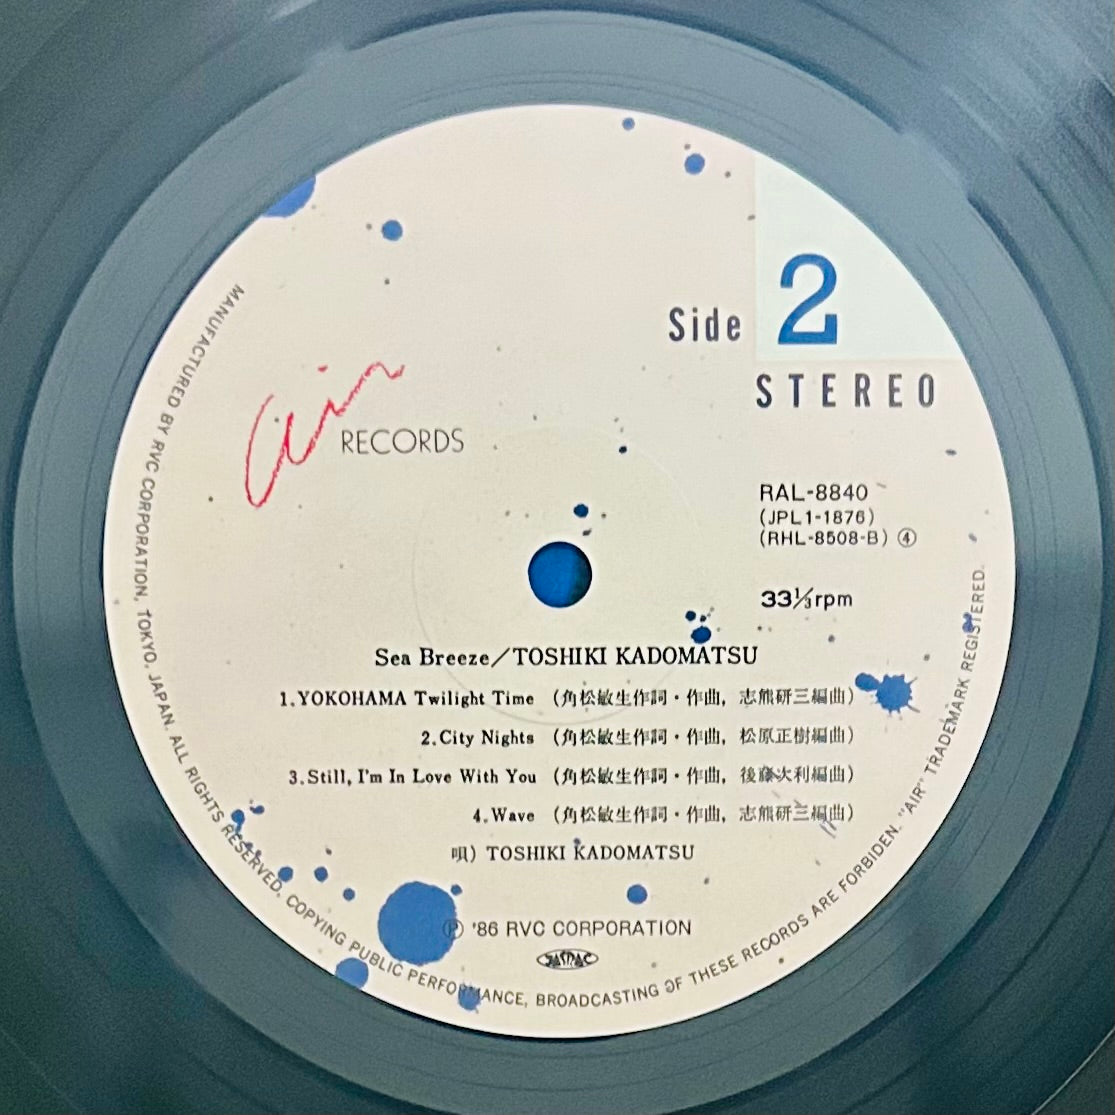 Side 2
STEREO
air RECORDS
RAL-8840
(JPL1-1876)
(RHL-8508-B) ④
33⅓rpm
Sea Breeze/TOSHIKI KADOMATSU
1.YOKOHAMA Twilight Time (角松敏生作詞・作曲, 志熊研三編曲)
2.City Nights (角松敏生作詞・作曲, 松原正樹編曲)
3.Still, I'm In Love With You (角松敏生作詞・作曲, 後藤次利編曲)
4.Wave (角松敏生作詞・作曲, 志熊研三編曲)
唄) TOSHIKI KADOMATSU
Ⓟ '86 RVC CORPORATION
JASRAC
MANUFACTURED BY RVC CORPORATION, TOKYO, JAPAN. ALL RIGHTS RESERVED. COPYING PUBLIC PERFORMANCE, BROADCASTING OF THESE RECORDS ARE FORBIDEN. "AIR" TRADEMARK REGISTERED.